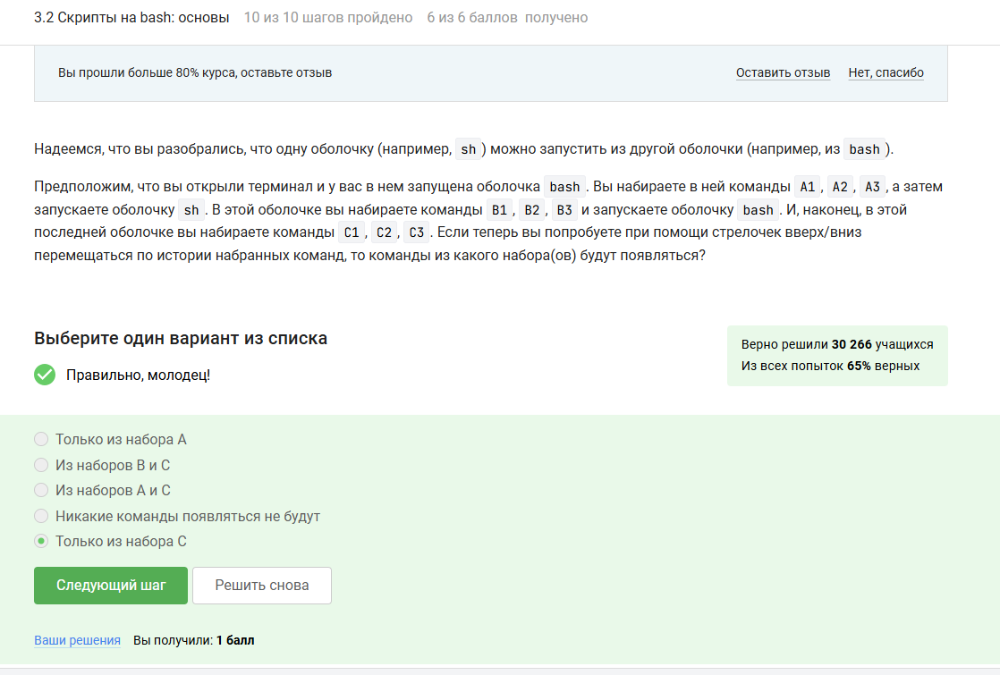 3.2 Скрипты на bash: основы 10 из 10 шагов пройдено 6 из 6 баллов получено
Вы прошли больше 80% курса, оставьте отзыв Оставить отзыв Нет, спасибо
Надеемся, что вы разобрались, что одну оболочку (например, sh ) можно запустить из другой оболочки (например, из bash ).
Предположим, что вы открыли терминал и у вас в нем запущена оболочка bash . Вы набираете в ней команды A1 , A2 , A3 , а затем
запускаете оболочку sh . В этой оболочке вы набираете команды B1 , B2 , B3 и запускаете оболочку bash . И, наконец, в этой
последней оболочке вы набираете команды C1 , C2 , C3 . Если теперь вы попробуете при помощи стрелочек вверх/вниз
перемещаться по истории набранных команд, то команды из какого набора(ов) будут появляться?
Выберите один вариант из списка
Правильно, молодец!
Верно решили 30 266 учащихся
Из всех попыток 65% верных
Только из набора A
Из наборов B и C
Из наборов A и C
Никакие команды появляться не будут
Только из набора C
Следующий шаг Решить снова
Ваши решения Вы получили: 1 балл